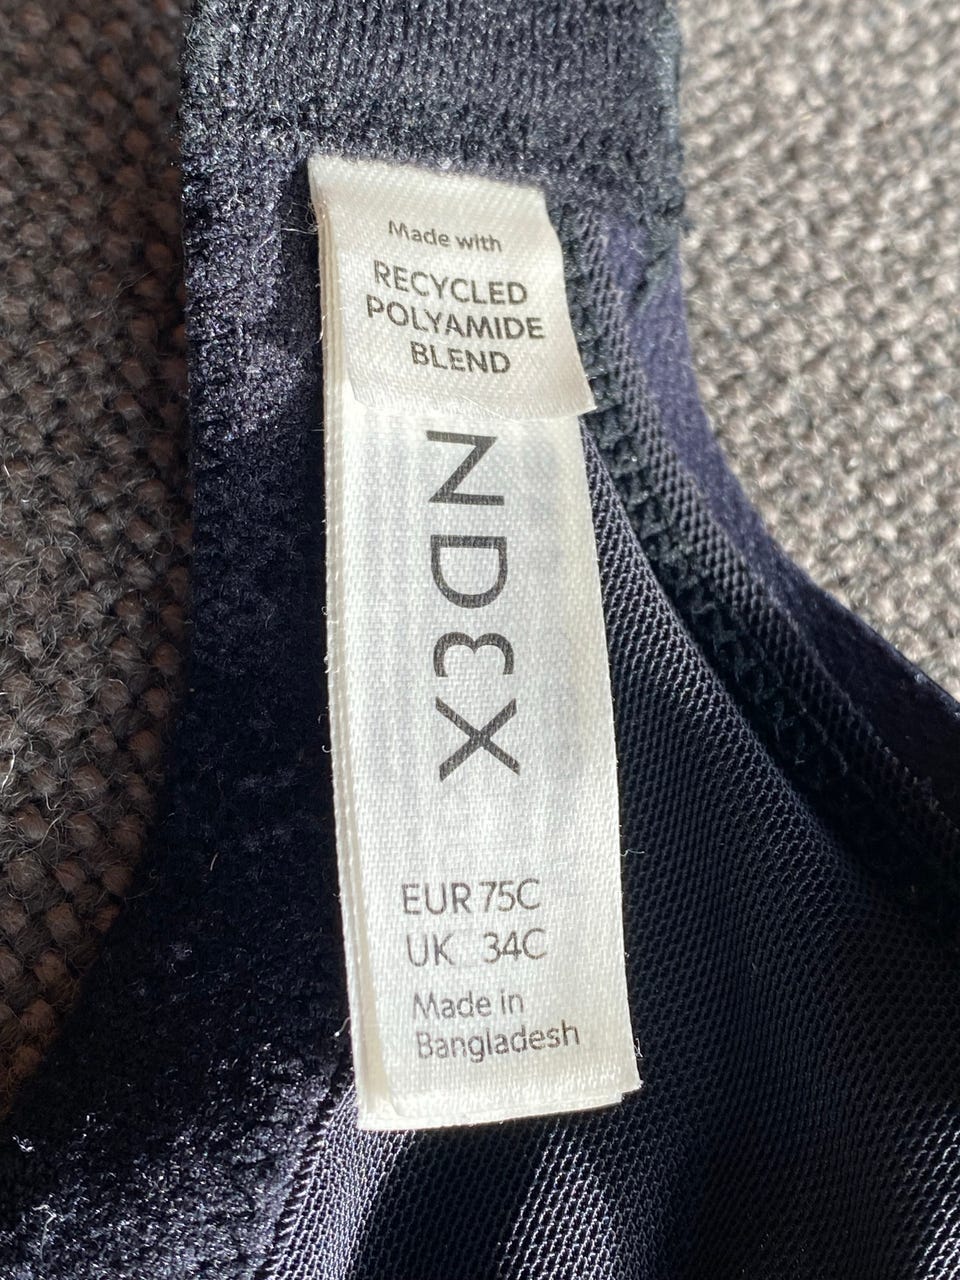 Made with
RECYCLED
POLYAMIDE
BLEND
NDEX
EUR 75C
UK 34C
Made in
Bangladesh